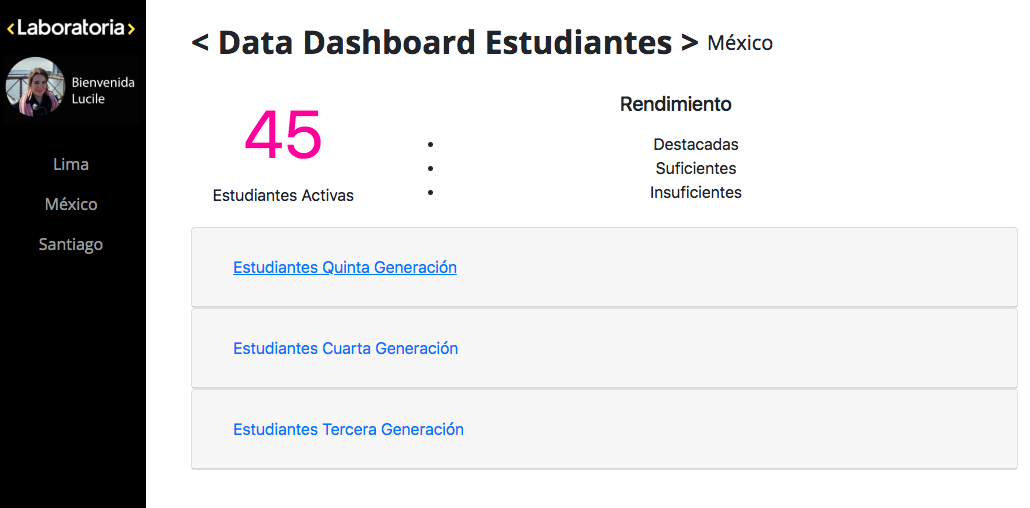 <Laboratoria>
Bienvenida
Lucile
Lima
México
Santiago
< Data Dashboard Estudiantes > México
45
Estudiantes Activas
Rendimiento
Destacadas
Suficientes
Insuficientes
Estudiantes Quinta Generación
Estudiantes Cuarta Generación
Estudiantes Tercera Generación